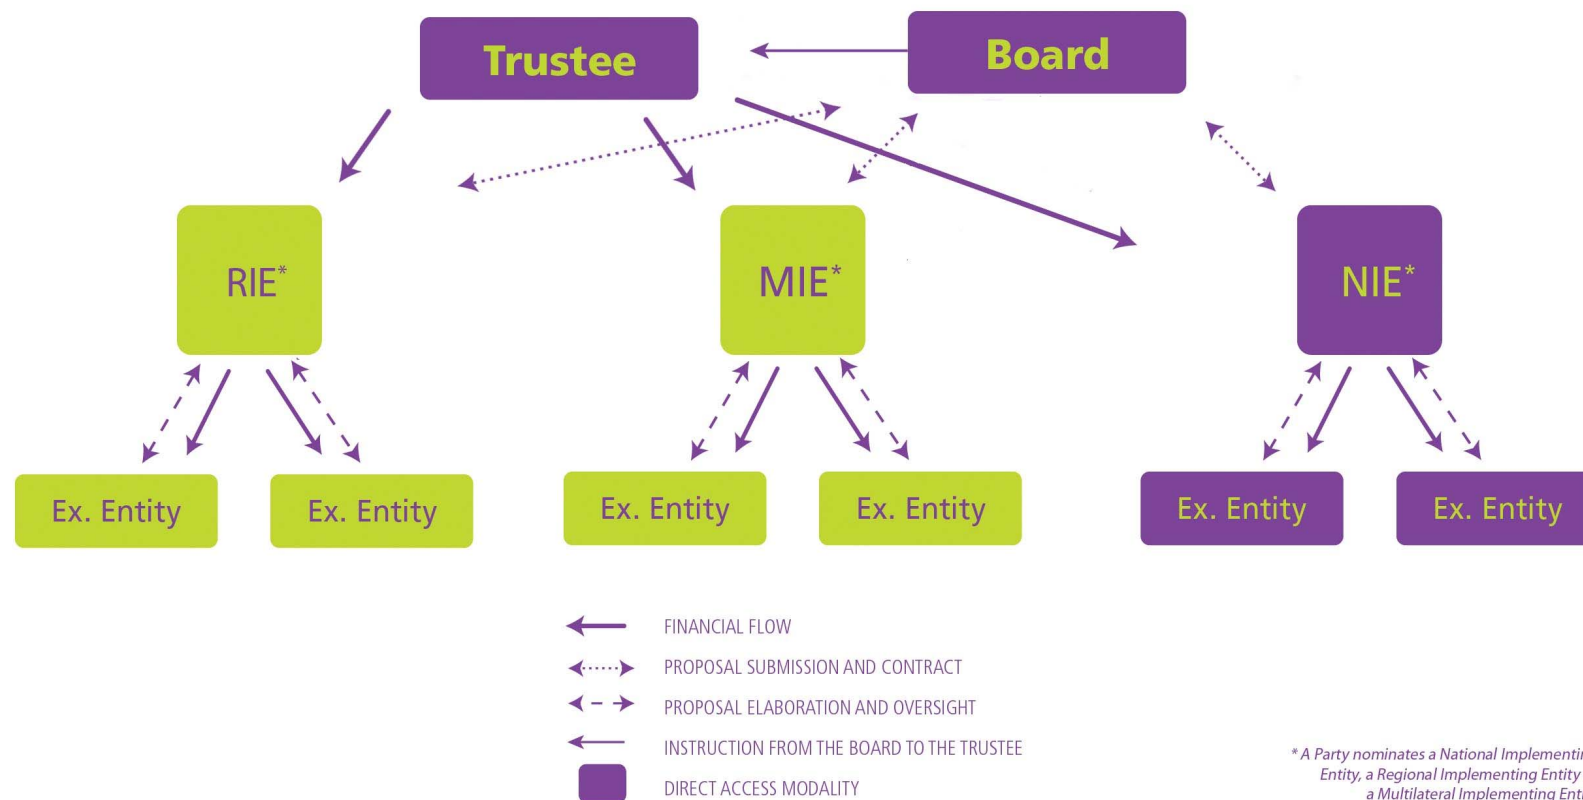 Trustee
Board
RIE*
MIE*
NIE*
Ex. Entity
Ex. Entity
Ex. Entity
Ex. Entity
Ex. Entity
Ex. Entity
FINANCIAL FLOW
PROPOSAL SUBMISSION AND CONTRACT
PROPOSAL ELABORATION AND OVERSIGHT
INSTRUCTION FROM THE BOARD TO THE TRUSTEE
DIRECT ACCESS MODALITY
* A Party nominates a National
Entity, a Regional Implementing Entity
a Multilateral Implementing